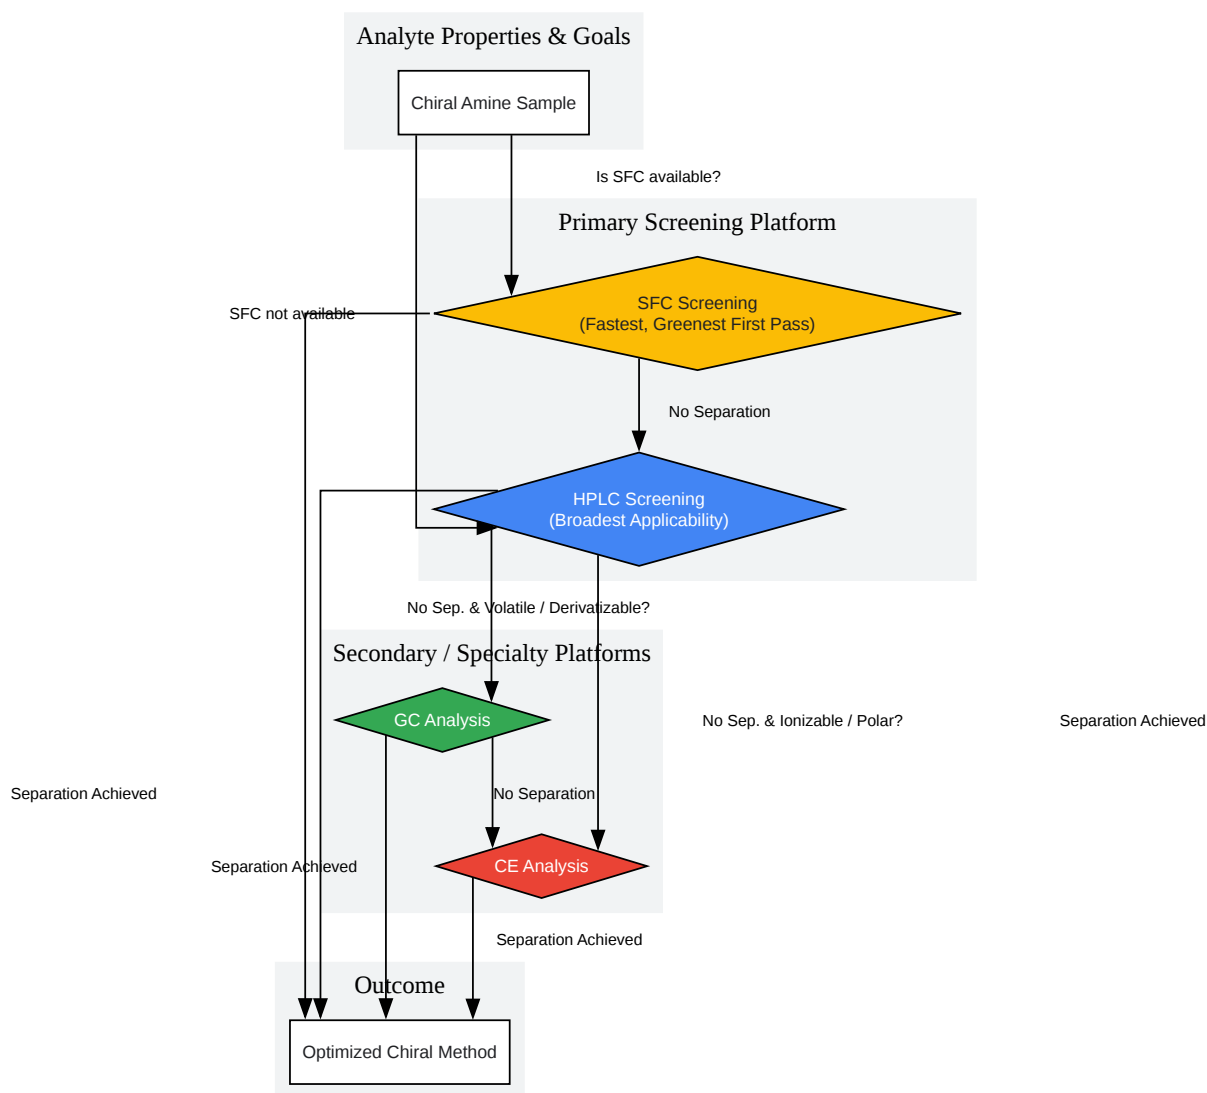 Analyte Properties & Goals
Chiral Amine Sample
Is SFC available?
Primary Screening Platform
SFC Screening
(Fastest, Greenest First Pass)
SFC not available
No Separation
HPLC Screening
(Broadest Applicability)
No Sep. & Volatile / Derivatizable?
Secondary / Specialty Platforms
GC Analysis
No Sep. & Ionizable / Polar?
Separation Achieved
Separation Achieved
No Separation
Separation Achieved
CE Analysis
Separation Achieved
Outcome
Optimized Chiral Method